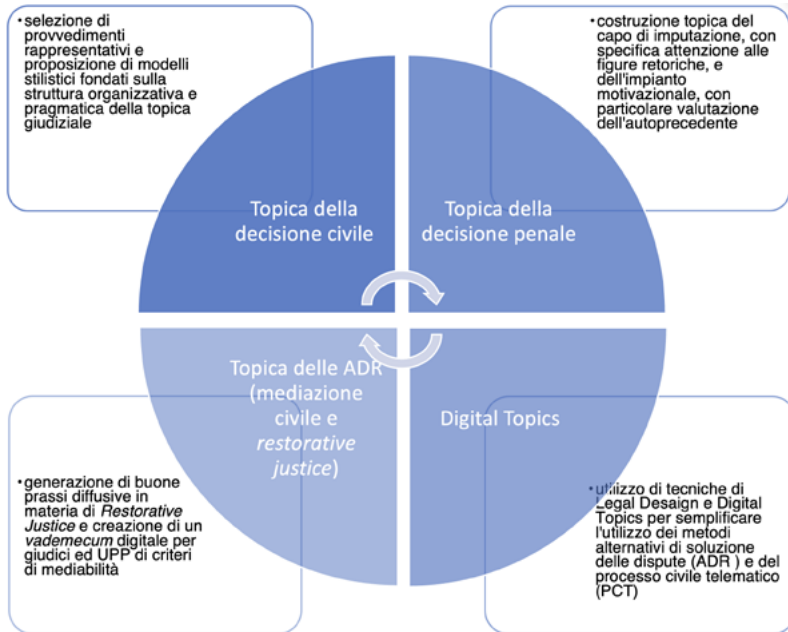 •selezione di
provvedimenti
rappresentativi e
proposizione di modelli
stilistici fondati sulla
struttura organizzativa e
pragmatica della topica
giudiziale
•costruzione topica del
capo di imputazione, con
specifica attenzione alle
figure retoriche, e
dell'impianto
motivazionale, con
particolare valutazione
dell'autoprecedente
Topica della
decisione civile
Topica della
decisione penale
Topica delle ADR
(mediazione
civile e
restorative
justice)
Digital Topics
•generazione di buone
prassi diffusive in
materia di Restorative
Justice e creazione di un
vademecum digitale per
giudici ed UPP di criteri
di mediabilità
•utilizzo di tecniche di
Legal Desaign e Digital
Topics per semplificare
l'utilizzo dei metodi
alternativi di soluzione
delle dispute (ADR ) e del
processo civile telematico
(PCT)